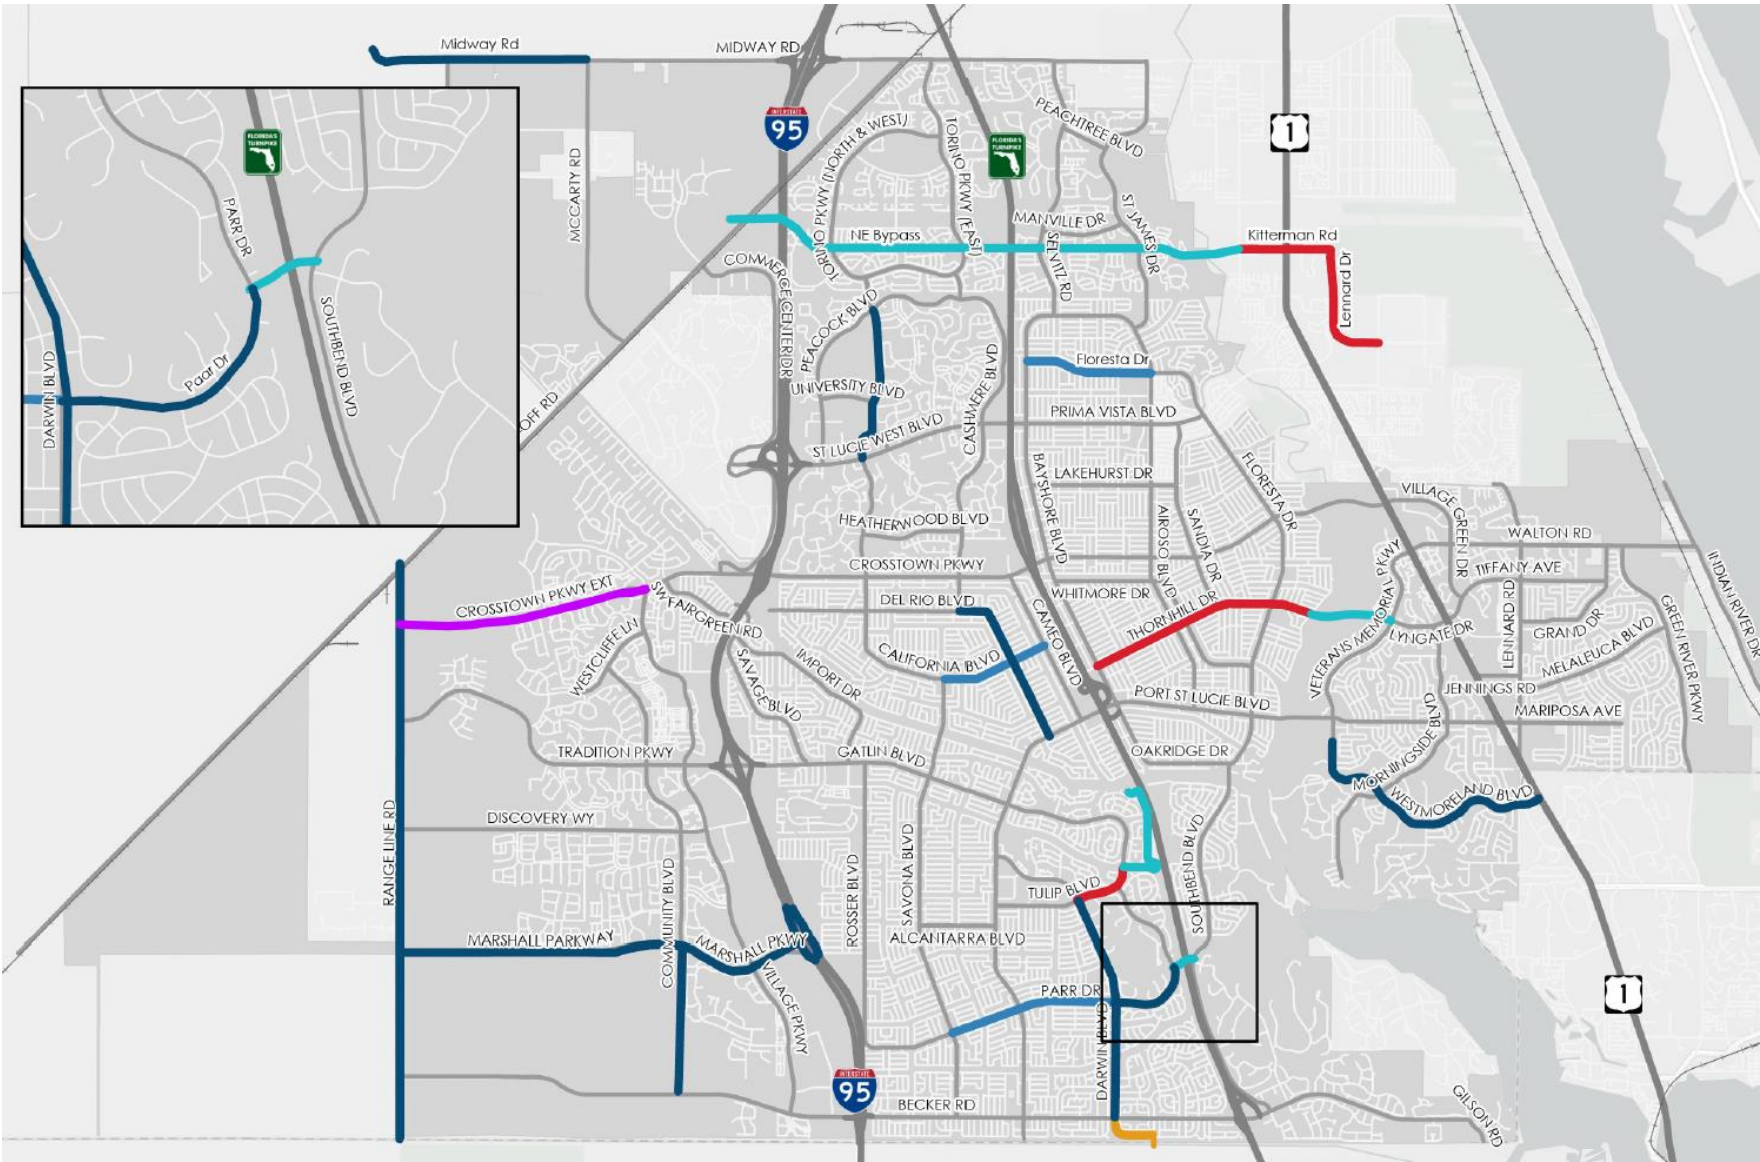 Midway Rd
MIDWAY RD
INTERSTATE
95
1
FLORIDA'S
TURNPIKE
FLORIDA'S
TURNPIKE
PARR DR
Paar Dr
DARWIN BLVD
SOUTHBEND BLVD
MCCARTY RD
TORINO PKWY (NORTH & WEST)
TORINO PKWY (EAST)
PEACHTREE BLVD
MANVILLE DR
ST JAMES DR
NE Bypass
SELVITZ RD
Kitterman Rd
Lennard Dr
COMMERCE CENTER DR
PEACOCK BLVD
UNIVERSITY BLVD
ST LUCIE WEST BLVD
CASHMERE BLVD
Floresta Dr
PRIMA VISTA BLVD
OFF RD
BAYSHORE BLVD
LAKEHURST DR
FLORESTA DR
AIROSO BLVD
SANDIA DR
HEATHERWOOD BLVD
VILLAGE GREEN DR
WALTON RD
TIFFANY AVE
INDIAN RIVER DR
CROSSTOWN PKWY
WHITMORE DR
CROSSTOWN PKWY EXT
SW FAIRGREEN RD
DEL RIO BLVD
CAMEO BLVD
THORNHILL DR
VETERANS MEMORIAL PKWY
LYNGATE DR
LENNARD RD
GRAND DR
MELALEUCA BLVD
GREEN RIVER PKWY
WESTCLIFFE LN
SAVAGE BLVD
IMPORT DR
CALIFORNIA BLVD
PORT ST LUCIE BLVD
JENNINGS RD
MARIPOSA AVE
TRADITION PKWY
GATLIN BLVD
OAKRIDGE DR
MORNINGSIDE BLVD
WESTMORELAND BLVD
RANGE LINE RD
DISCOVERY WY
COMMUNITY BLVD
ROSSER BLVD
SAVONA BLVD
SOUTHBEND BLVD
TULIP BLVD
MARSHALL PARKWAY
MARSHALL PKWY
VILLAGE PKWY
ALCANTARRA BLVD
PARR DR
DARWIN BLVD
1
INTERSTATE
95
BECKER RD
GILSON RD